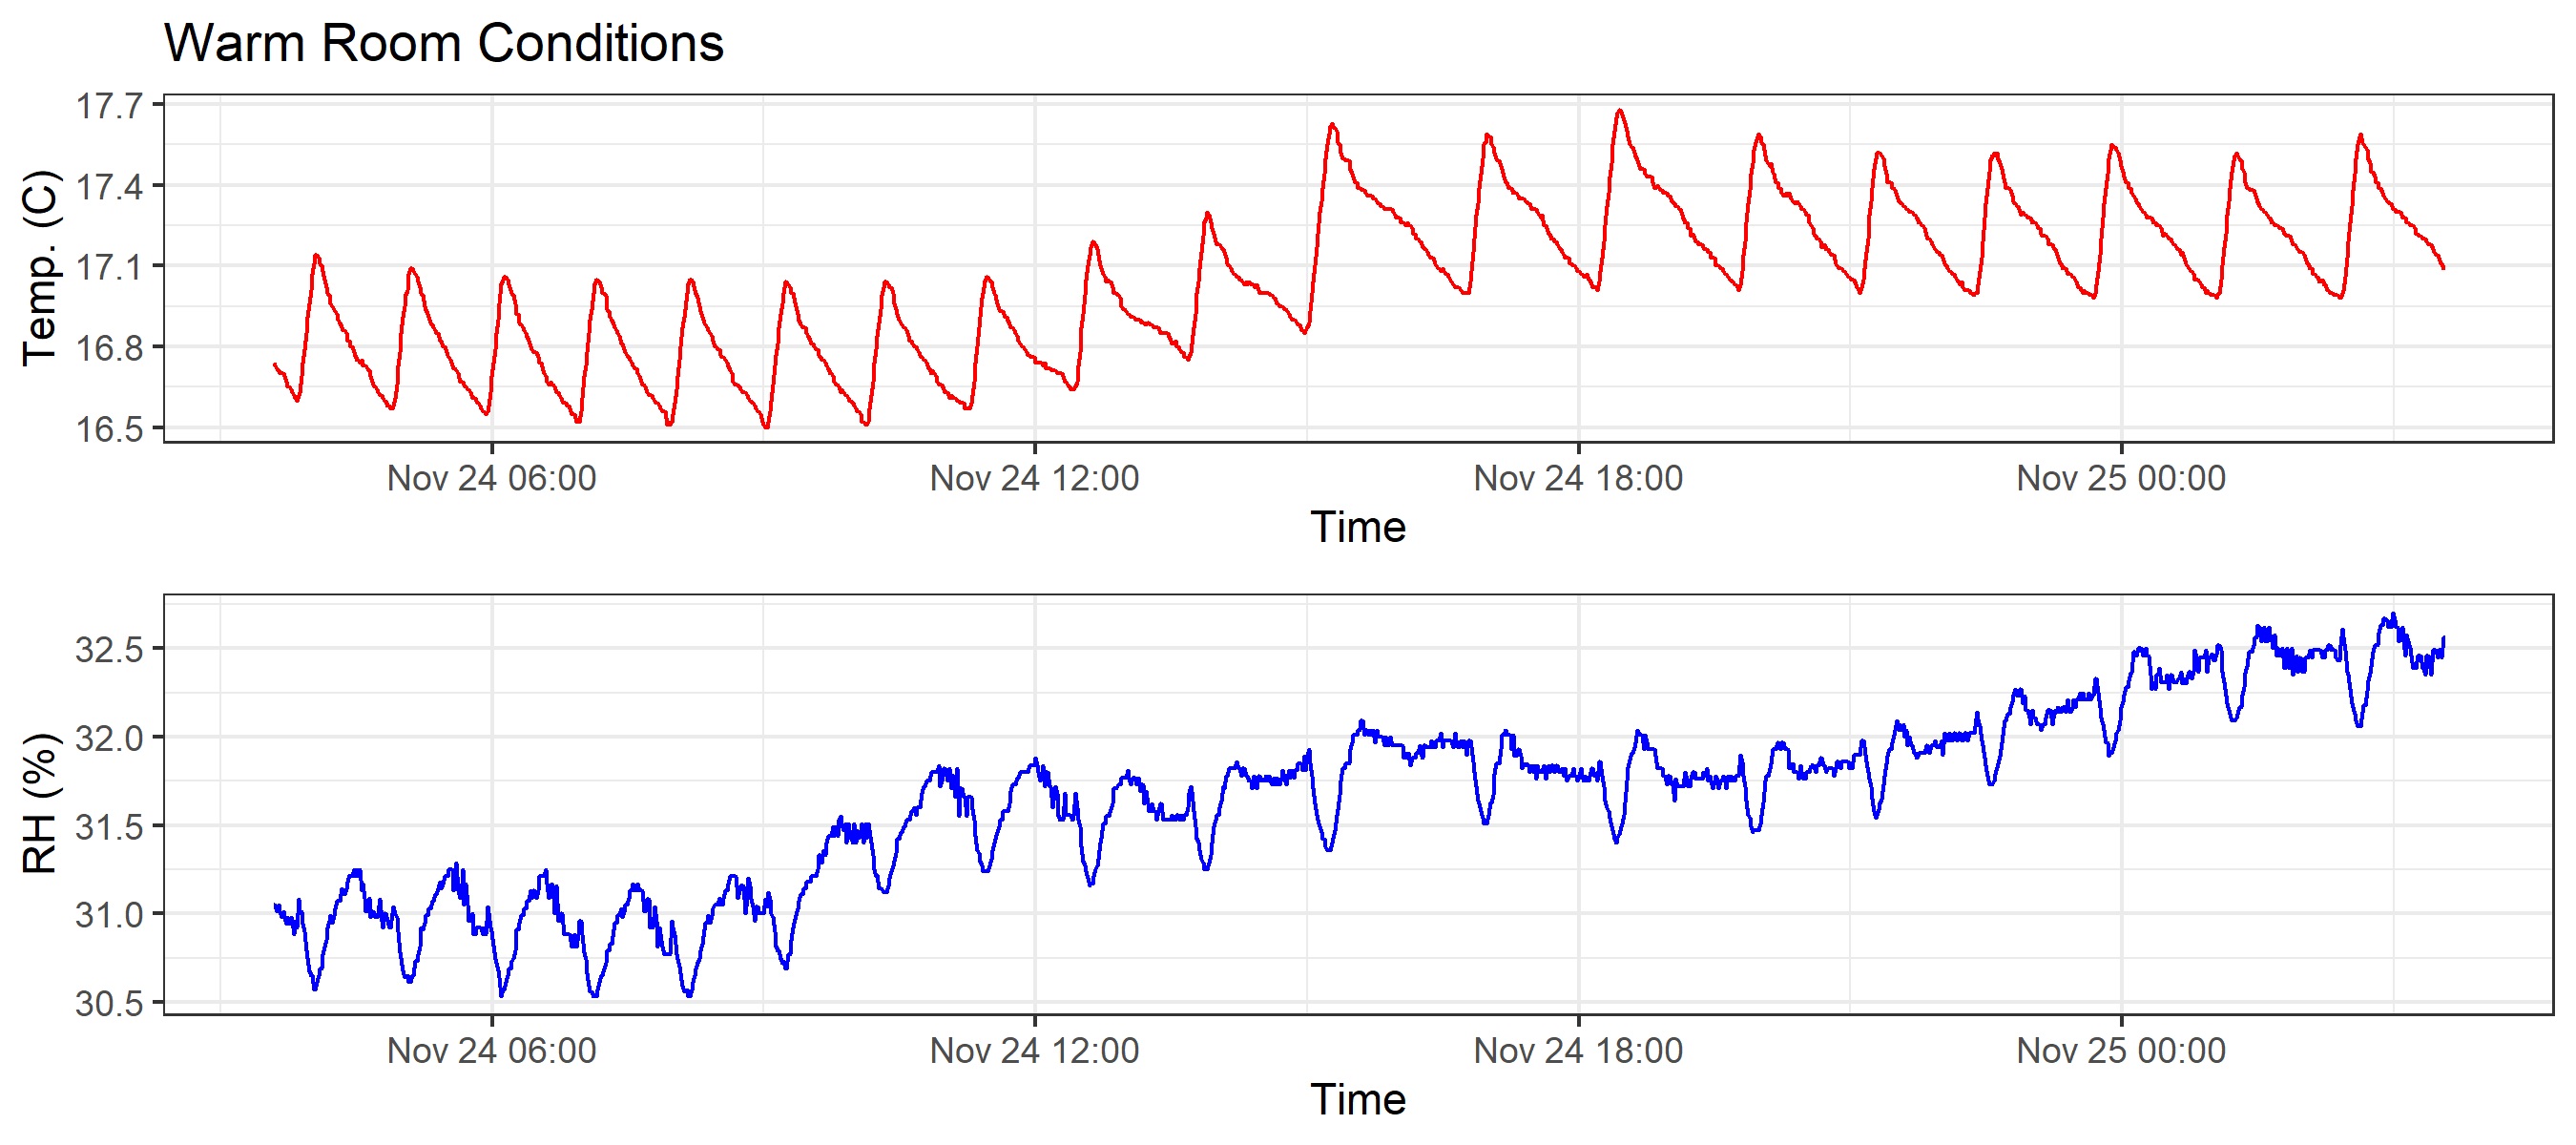 Warm Room Conditions
17.7
17.4
17.1
16.8
16.5
Temp. (C)
Nov 24 06:00 Nov 24 12:00 Nov 24 18:00 Nov 25 00:00
Time
32.5
32.0
31.5
31.0
30.5
RH (%)
Nov 24 06:00 Nov 24 12:00 Nov 24 18:00 Nov 25 00:00
Time